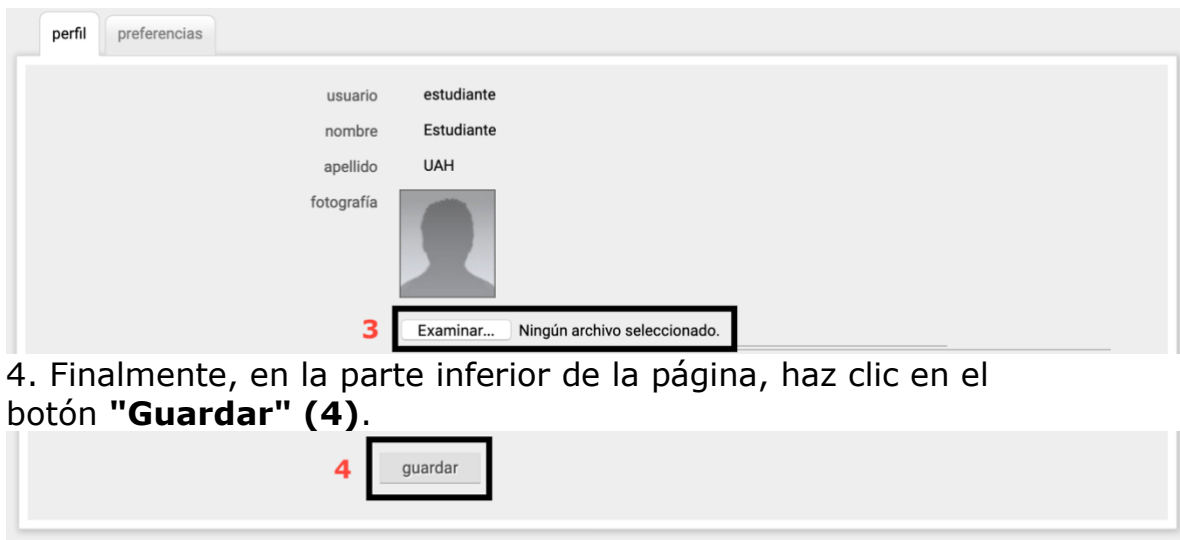 perfil preferencias
usuario estudiante
nombre Estudiante
apellido UAH
fotografía
3 Examinar... Ningún archivo seleccionado.
4. Finalmente, en la parte inferior de la página, haz clic en el
botón "Guardar" (4).
4 guardar